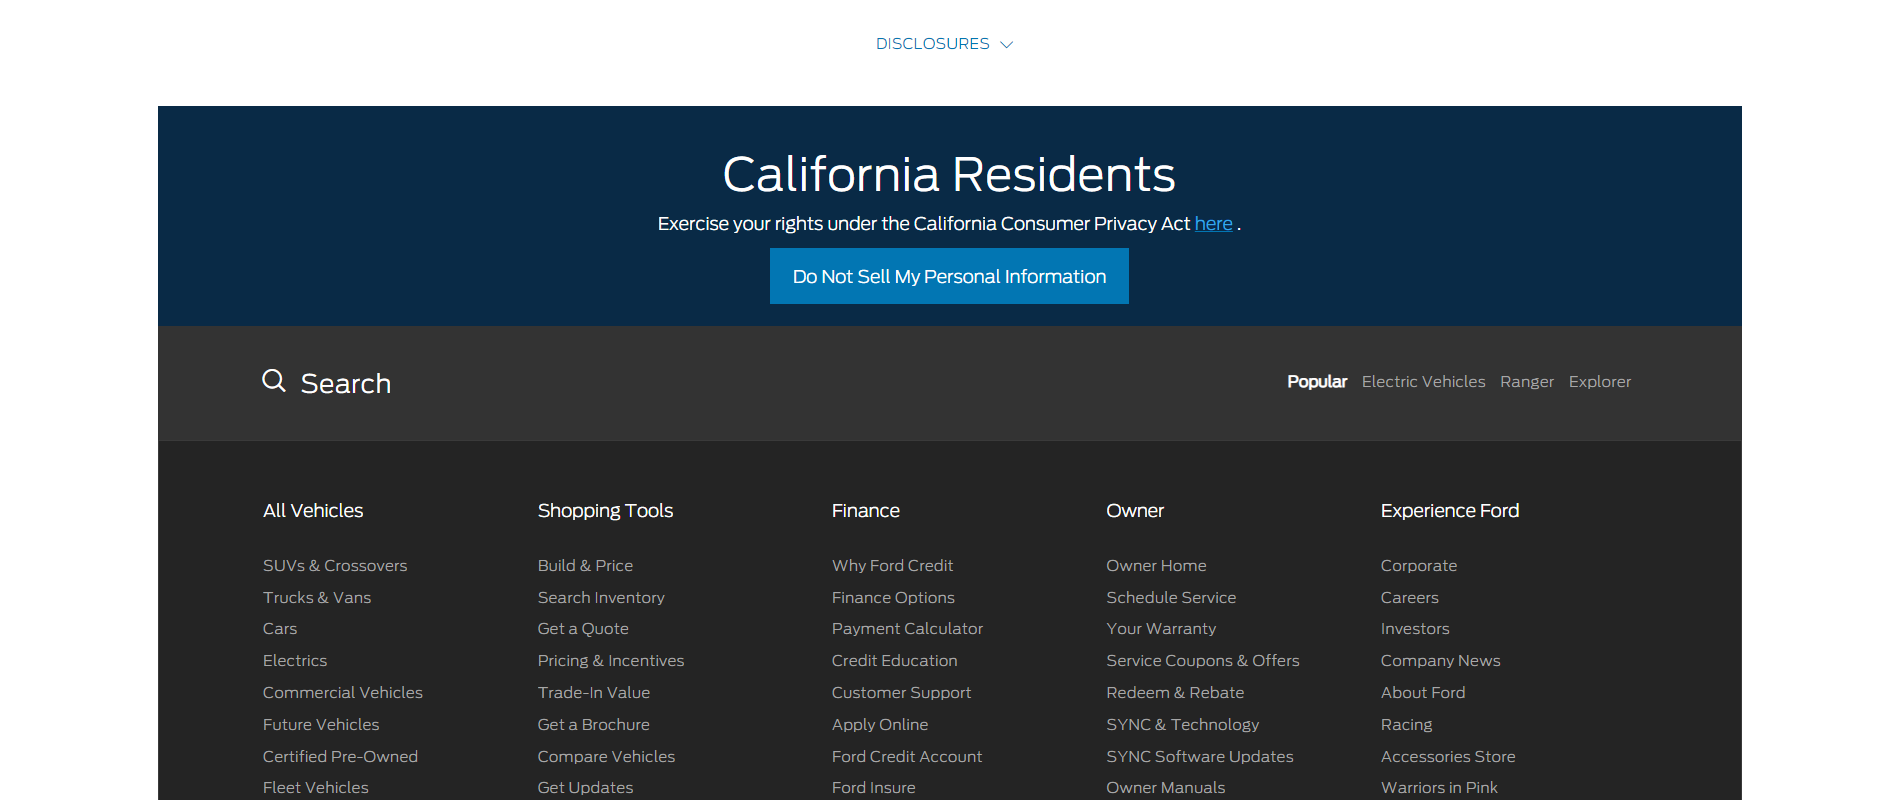 DISCLOSURES
California Residents
Exercise your rights under the California Consumer Privacy Act here .
Do Not Sell My Personal Information
Search
Popular Electric Vehicles Ranger Explorer
All Vehicles
SUVs & Crossovers
Trucks & Vans
Cars
Electrics
Commercial Vehicles
Future Vehicles
Certified Pre-Owned
Fleet Vehicles
Shopping Tools
Build & Price
Search Inventory
Get a Quote
Pricing & Incentives
Trade-In Value
Get a Brochure
Compare Vehicles
Get Updates
Finance
Why Ford Credit
Finance Options
Payment Calculator
Credit Education
Customer Support
Apply Online
Ford Credit Account
Ford Insure
Owner
Owner Home
Schedule Service
Your Warranty
Service Coupons & Offers
Redeem & Rebate
SYNC & Technology
SYNC Software Updates
Owner Manuals
Experience Ford
Corporate
Careers
Investors
Company News
About Ford
Racing
Accessories Store
Warriors in Pink